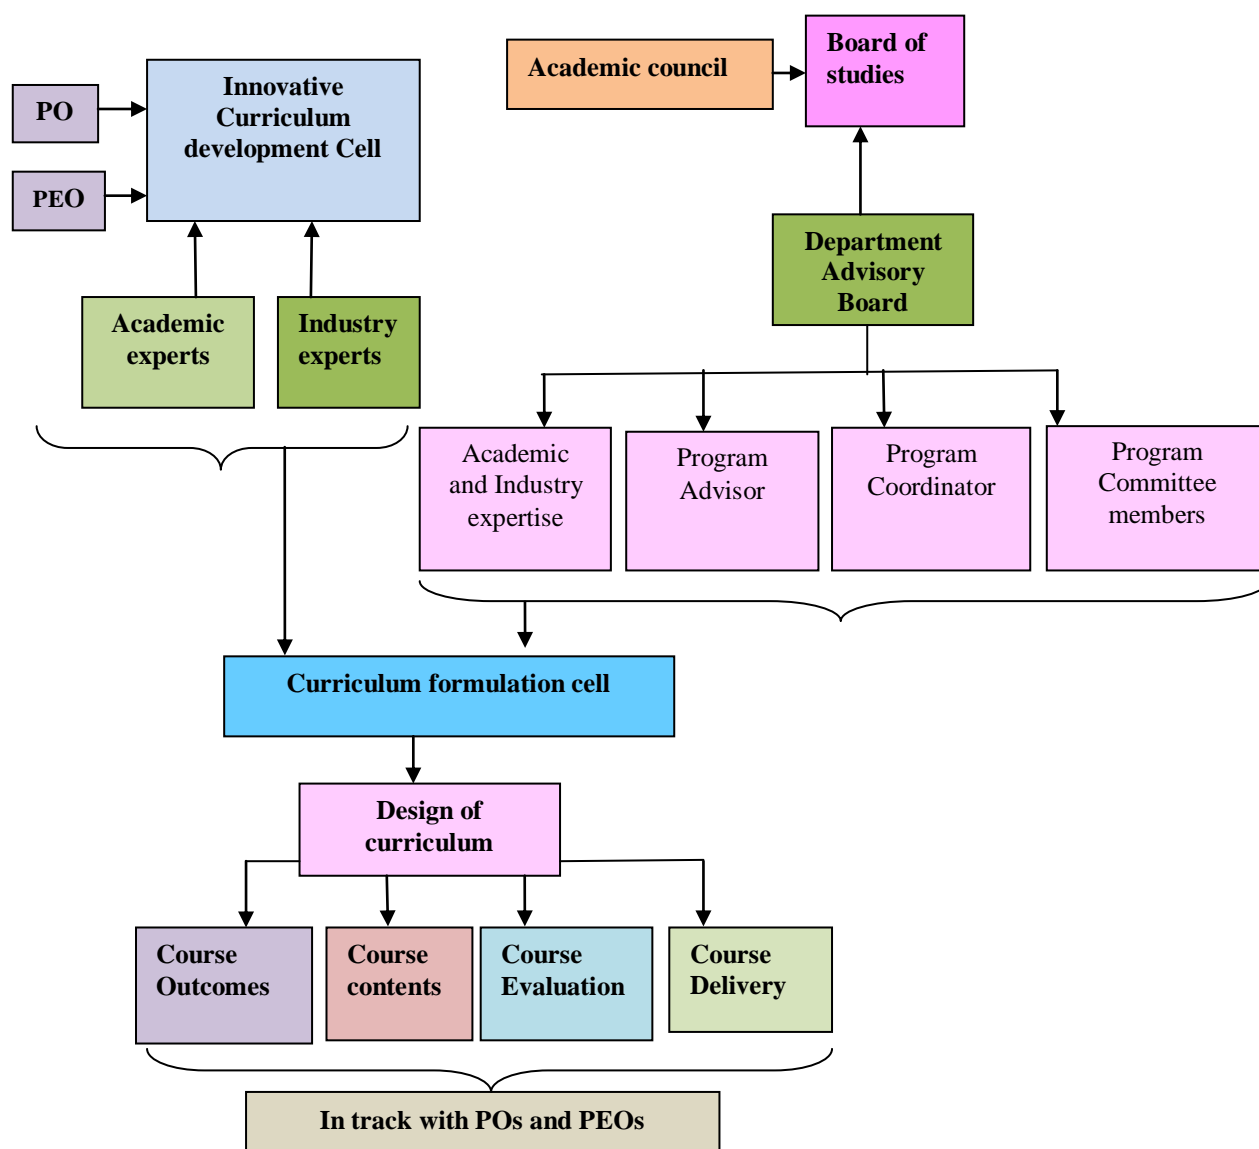 PO
PEO
Innovative
Curriculum
development Cell
Academic council
Board of
studies
Academic
experts
Industry
experts
Department
Advisory
Board
Academic
and Industry
expertise
Program
Advisor
Program
Coordinator
Program
Committee
members
Curriculum formulation cell
Design of
curriculum
Course
Outcomes
Course
contents
Course
Evaluation
Course
Delivery
In track with POs and PEOs